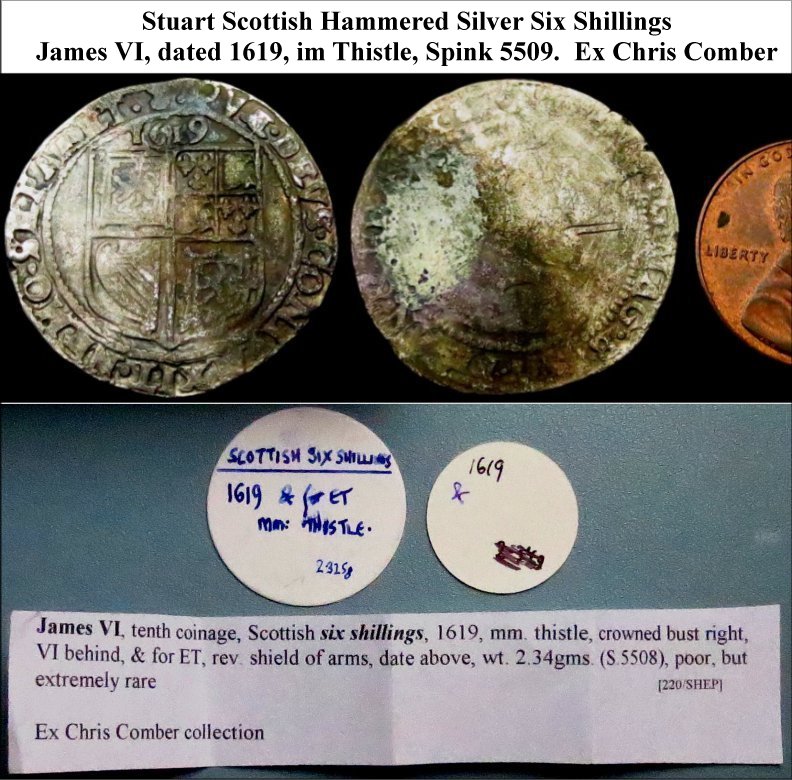 Stuart Scottish Hammered Silver Six Shillings
James VI, dated 1619, im Thistle, Spink 5509.  Ex Chris Comber
1619
IN GOD
LIBERTY
SCOTTISH SIX SHILLINGS
1619 & for ET
mm: THISTLE.
2.325g
1619
&
James VI, tenth coinage, Scottish six shillings, 1619, mm. thistle, crowned bust right,
VI behind, & for ET, rev. shield of arms, date above, wt. 2.34gms. (S.5508), poor, but
extremely rare
[220/SHEP]
Ex Chris Comber collection